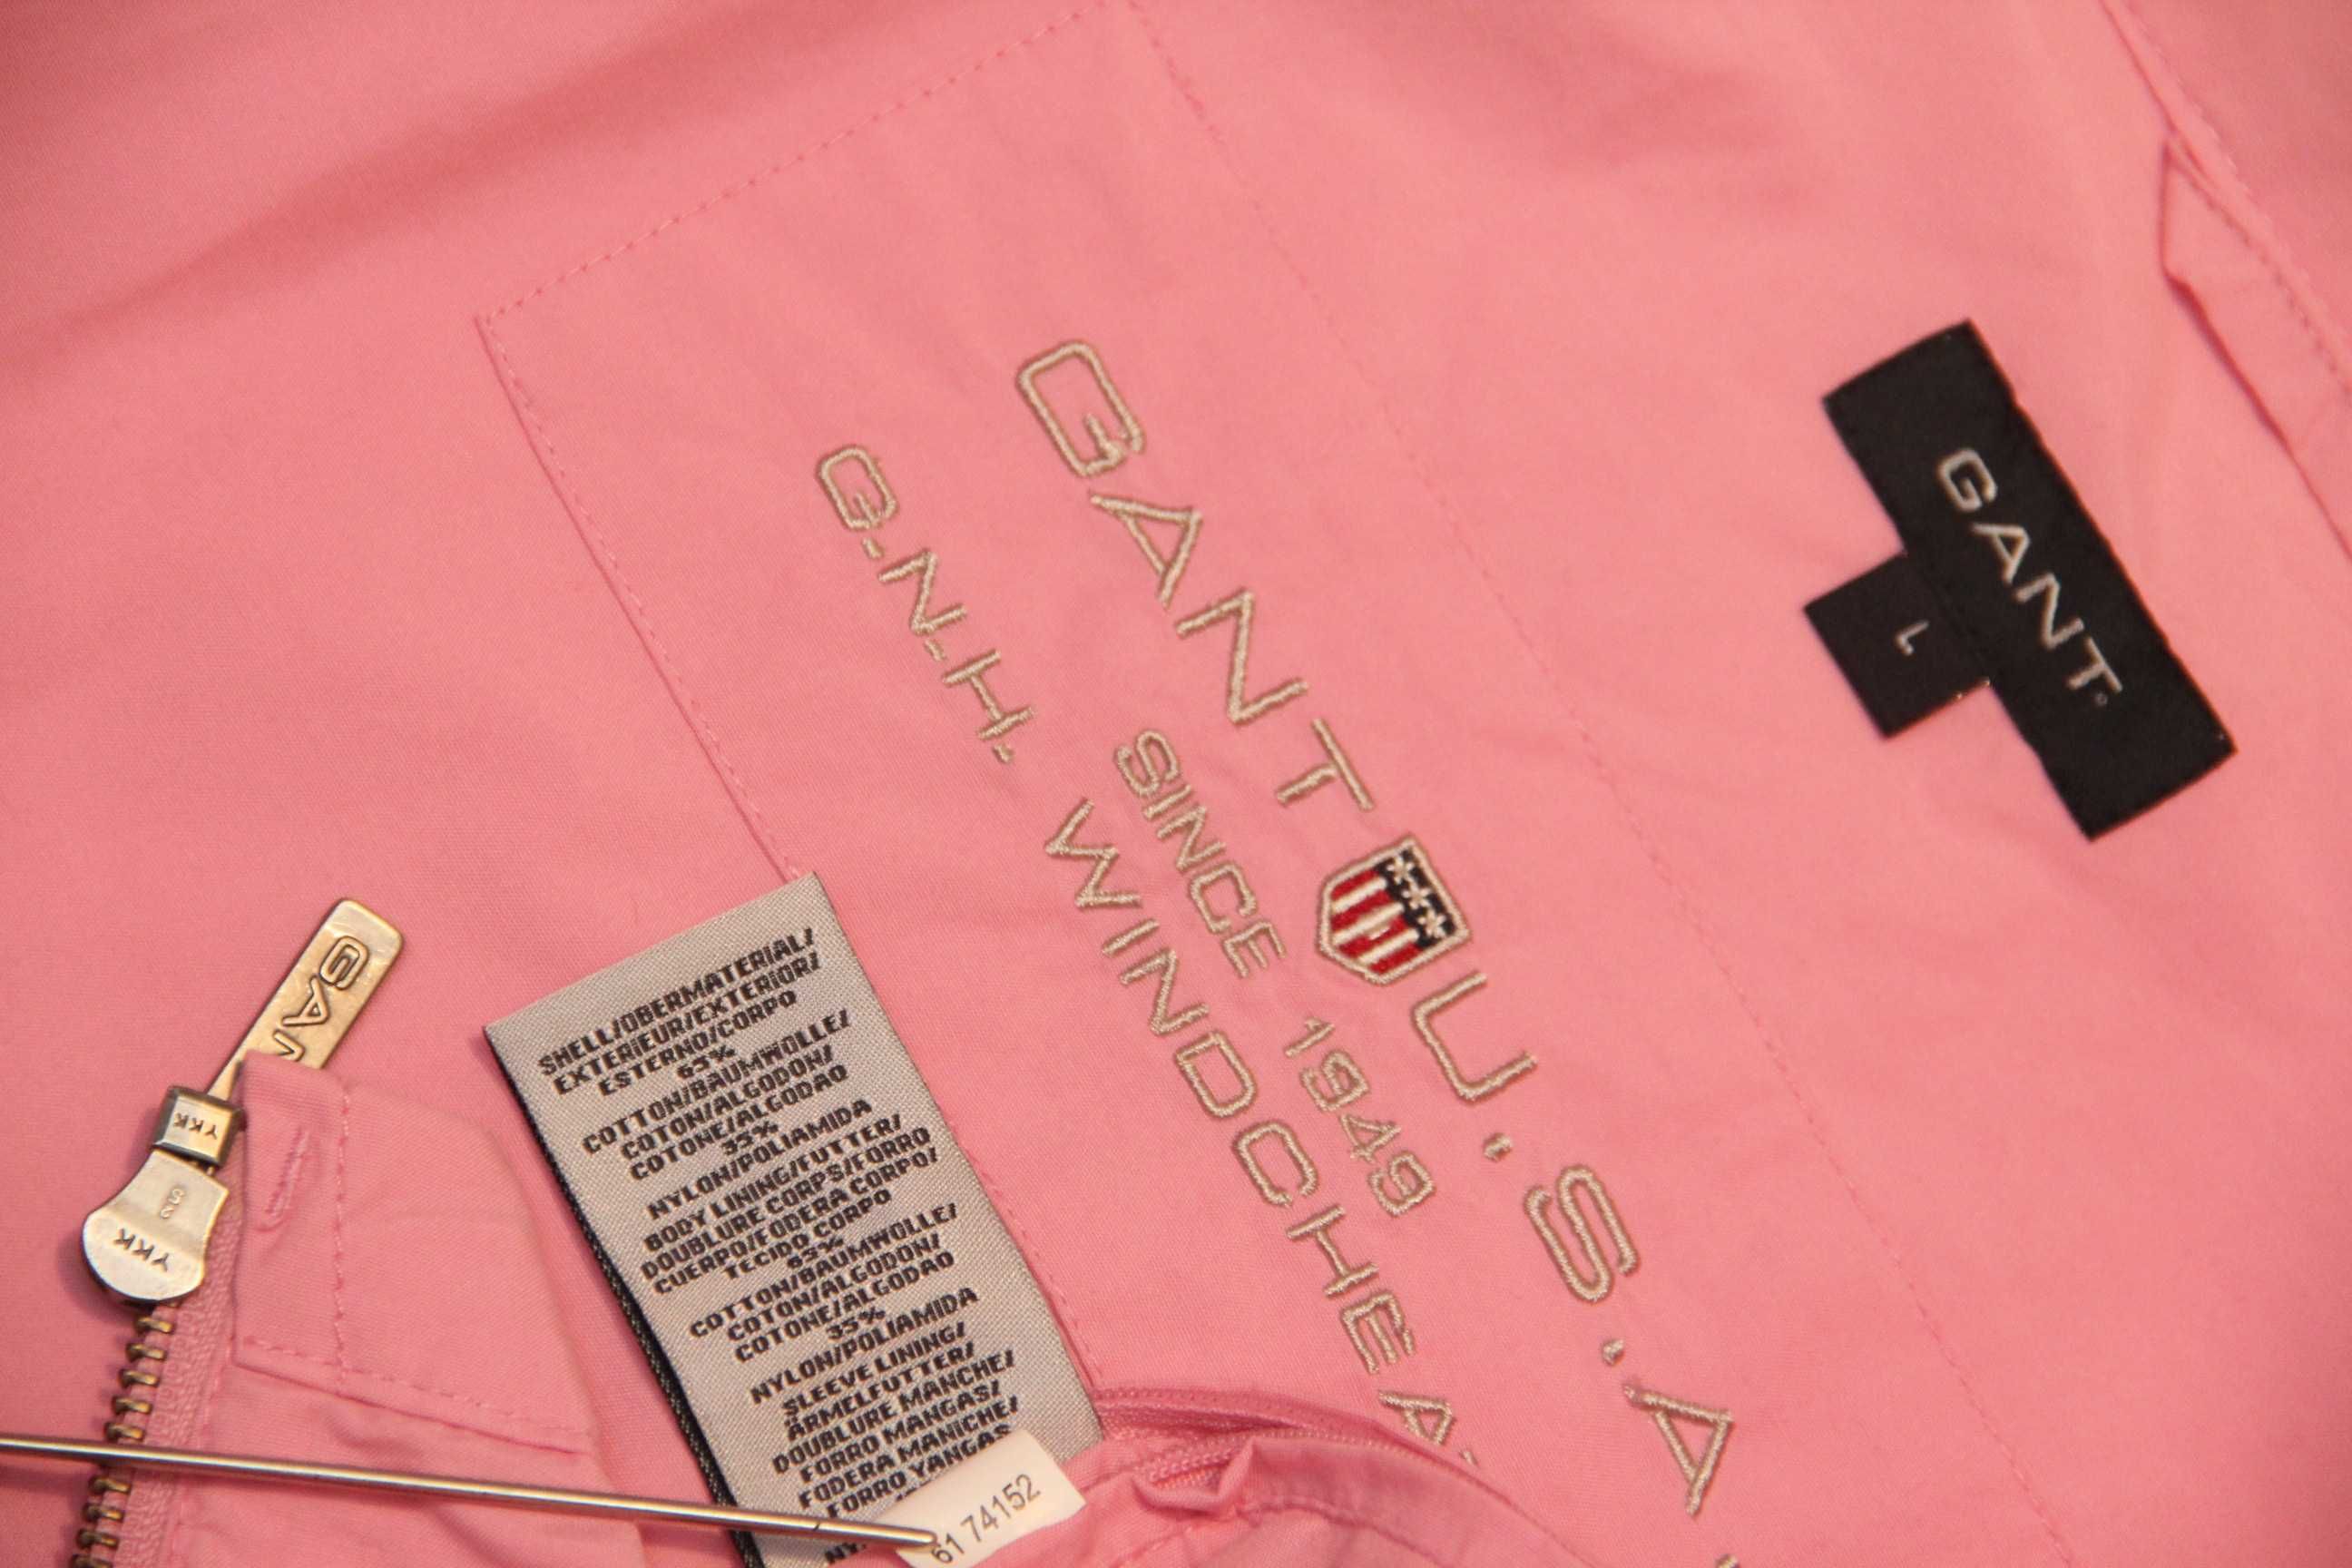 GANT
L
GANT U.S.A
SINCE 1949
G-N-H. WINDCHEA
GAN
YKK
YKK
SHELL/OBERMATERIAL/
EXTERIEUR/EXTERIOR/
ESTERNO/CORPO
65%
COTTON/BAUMWOLLE/
COTON/ALGODON/
COTONE/ALGODAO
35%
NYLON/POLIAMIDA
BODY LINING/FUTTER/
DOUBLURE CORPS/FORRO
CUERPO/FODERA CORPO/
TECIDO CORPO
65%
COTTON/BAUMWOLLE/
COTON/ALGODON/
COTONE/ALGODAO
35%
NYLON/POLIAMIDA
SLEEVE LINING/
ÄRMELFUTTER/
DOUBLURE MANCHE/
FORRO MANGAS/
FODERA MANICHE/
FORRO YANGAS
61 74152